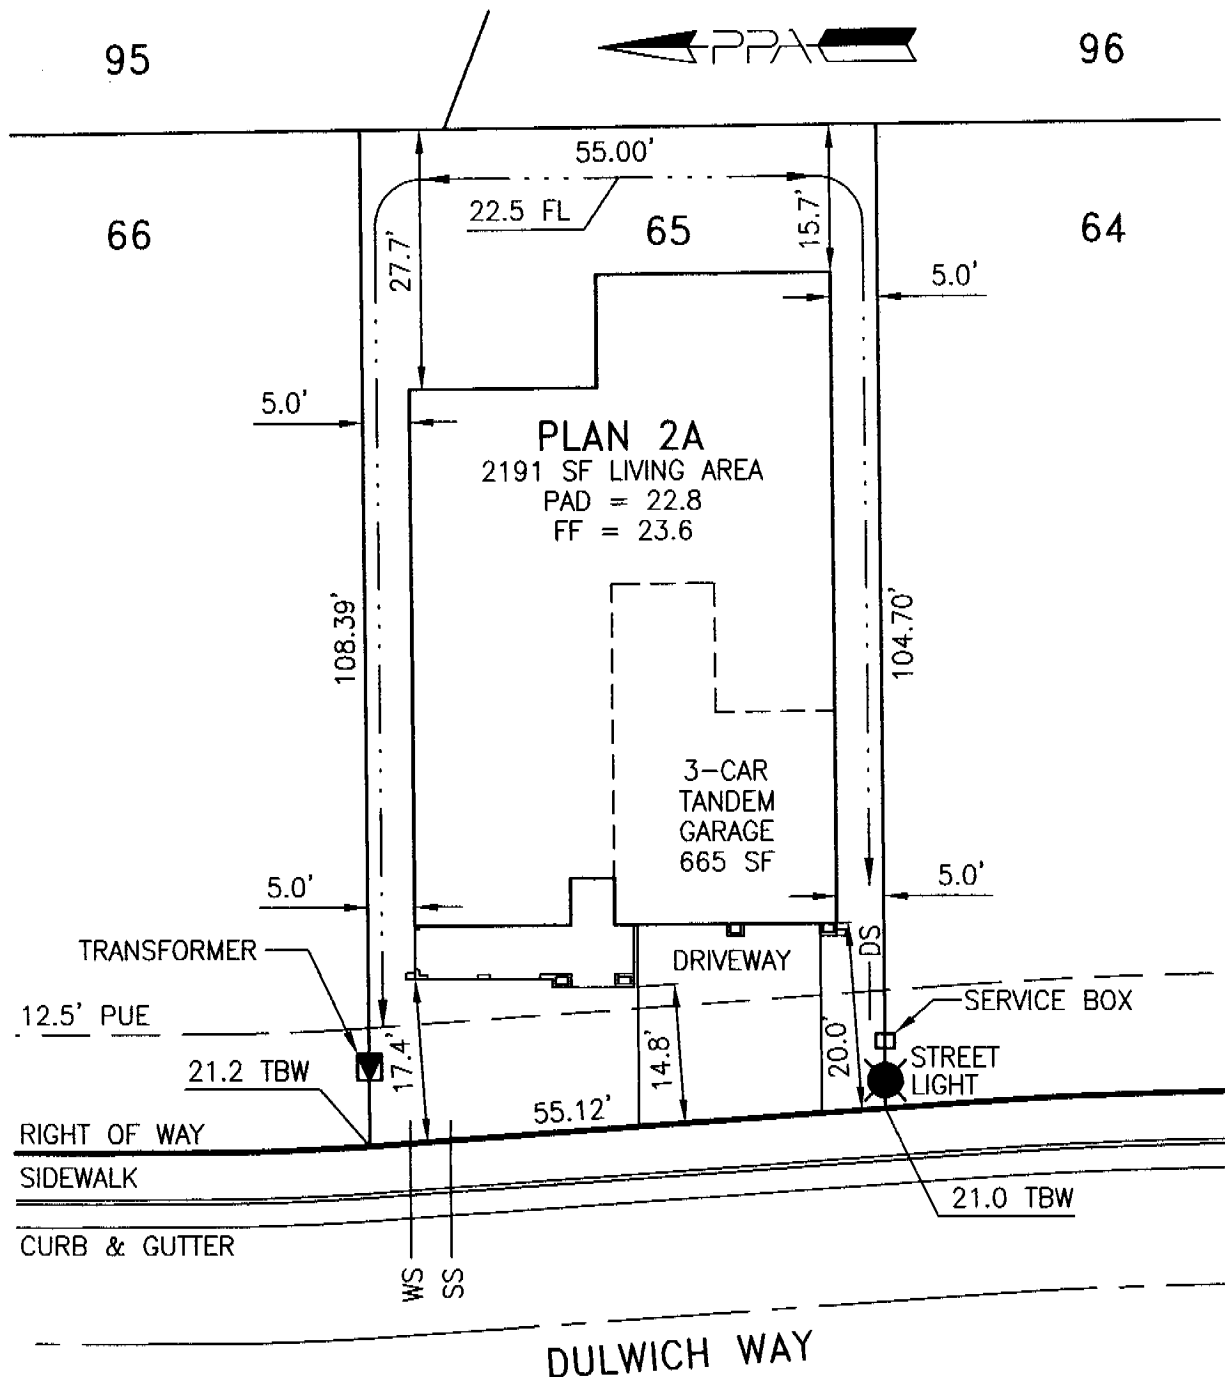 95
PPA
96
55.00'
66
22.5 FL
65
64
27.7'
15.7'
5.0'
5.0'
PLAN 2A
2191 SF LIVING AREA
PAD = 22.8
FF = 23.6
108.39'
104.70'
3-CAR
TANDEM
GARAGE
665 SF
5.0'
5.0'
TRANSFORMER
DRIVEWAY
DS
12.5' PUE
SERVICE BOX
17.4'
14.8'
20.0'
STREET
LIGHT
21.2 TBW
55.12'
RIGHT OF WAY
SIDEWALK
21.0 TBW
CURB & GUTTER
WS
SS
DULWICH WAY